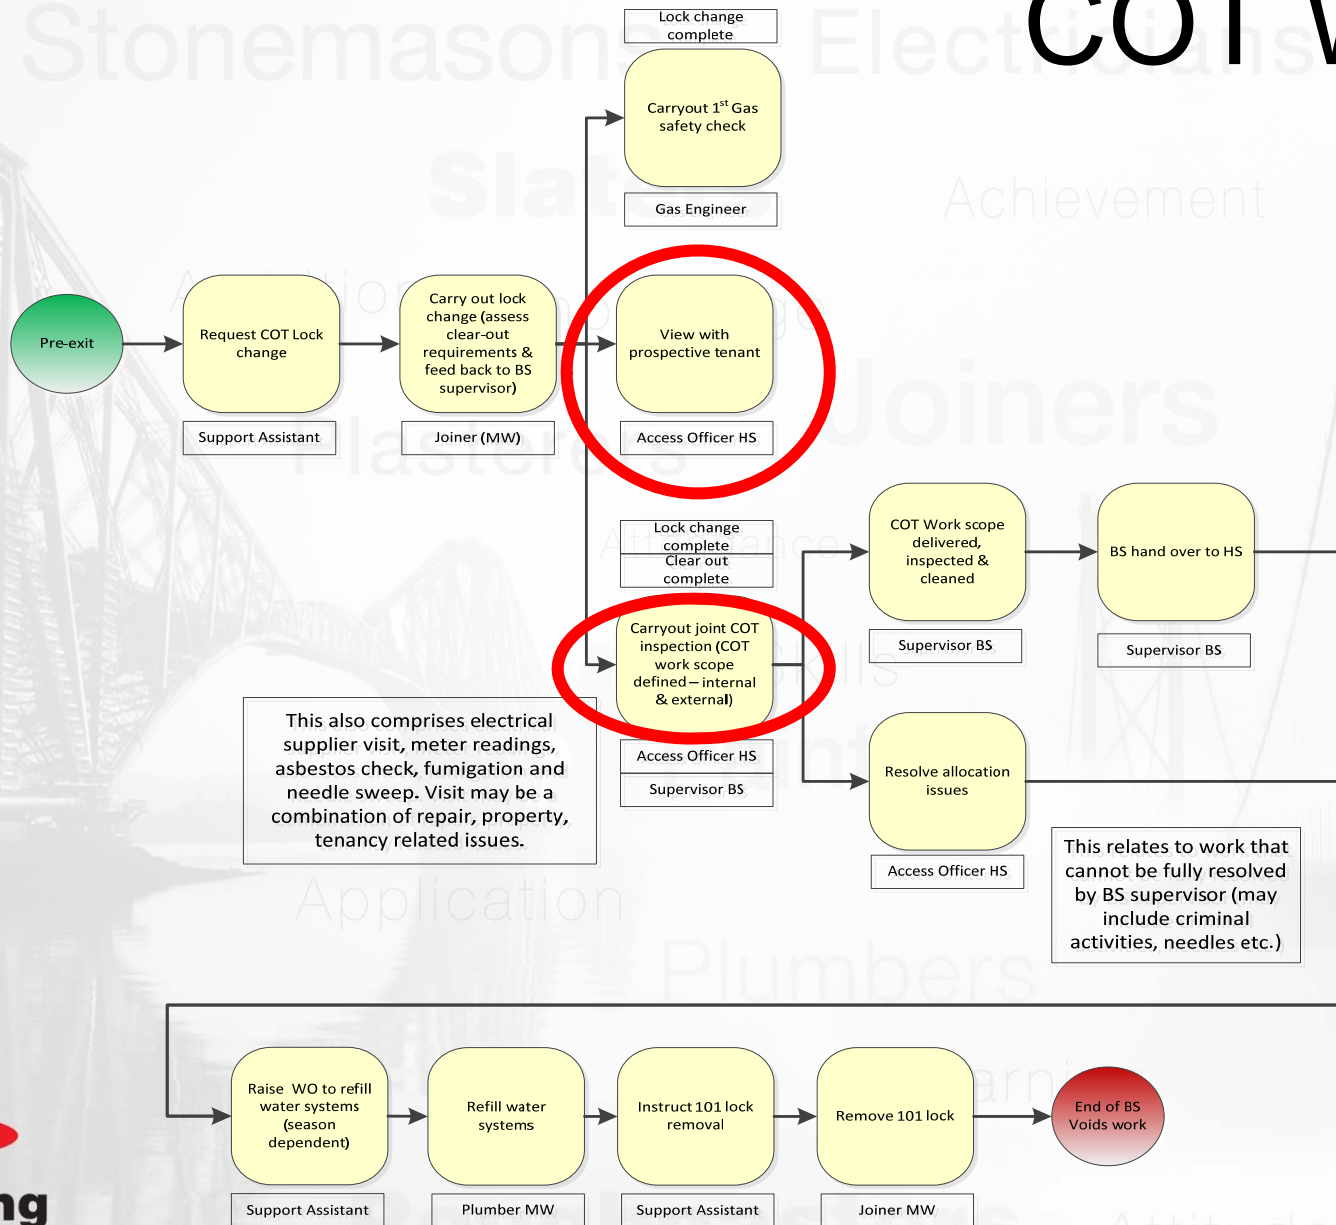 COT W
Stonemasons
Electricians
Lock change
complete
Carryout 1st Gas
safety check
Gas Engineer
Achievement
Pre-exit
Request COT Lock
change
Support Assistant
Carry out lock
change (assess
clear-out
requirements &
feed back to BS
supervisor)
Joiner (MW)
View with
prospective tenant
Access Officer HS
Joiners
Plasterers
Lock change
complete
Clear out
complete
Carryout joint COT
inspection (COT
work scope
defined – internal
& external)
Access Officer HS
Supervisor BS
COT Work scope
delivered,
inspected &
cleaned
Supervisor BS
BS hand over to HS
Supervisor BS
Skills
This also comprises electrical
supplier visit, meter readings,
asbestos check, fumigation and
needle sweep. Visit may be a
combination of repair, property,
tenancy related issues.
Resolve allocation
issues
Access Officer HS
This relates to work that
cannot be fully resolved
by BS supervisor (may
include criminal
activities, needles etc.)
Application
Plumbers
Raise WO to refill
water systems
(season
dependent)
Support Assistant
Refill water
systems
Plumber MW
Instruct 101 lock
removal
Support Assistant
Remove 101 lock
Joiner MW
End of BS
Voids work
ng